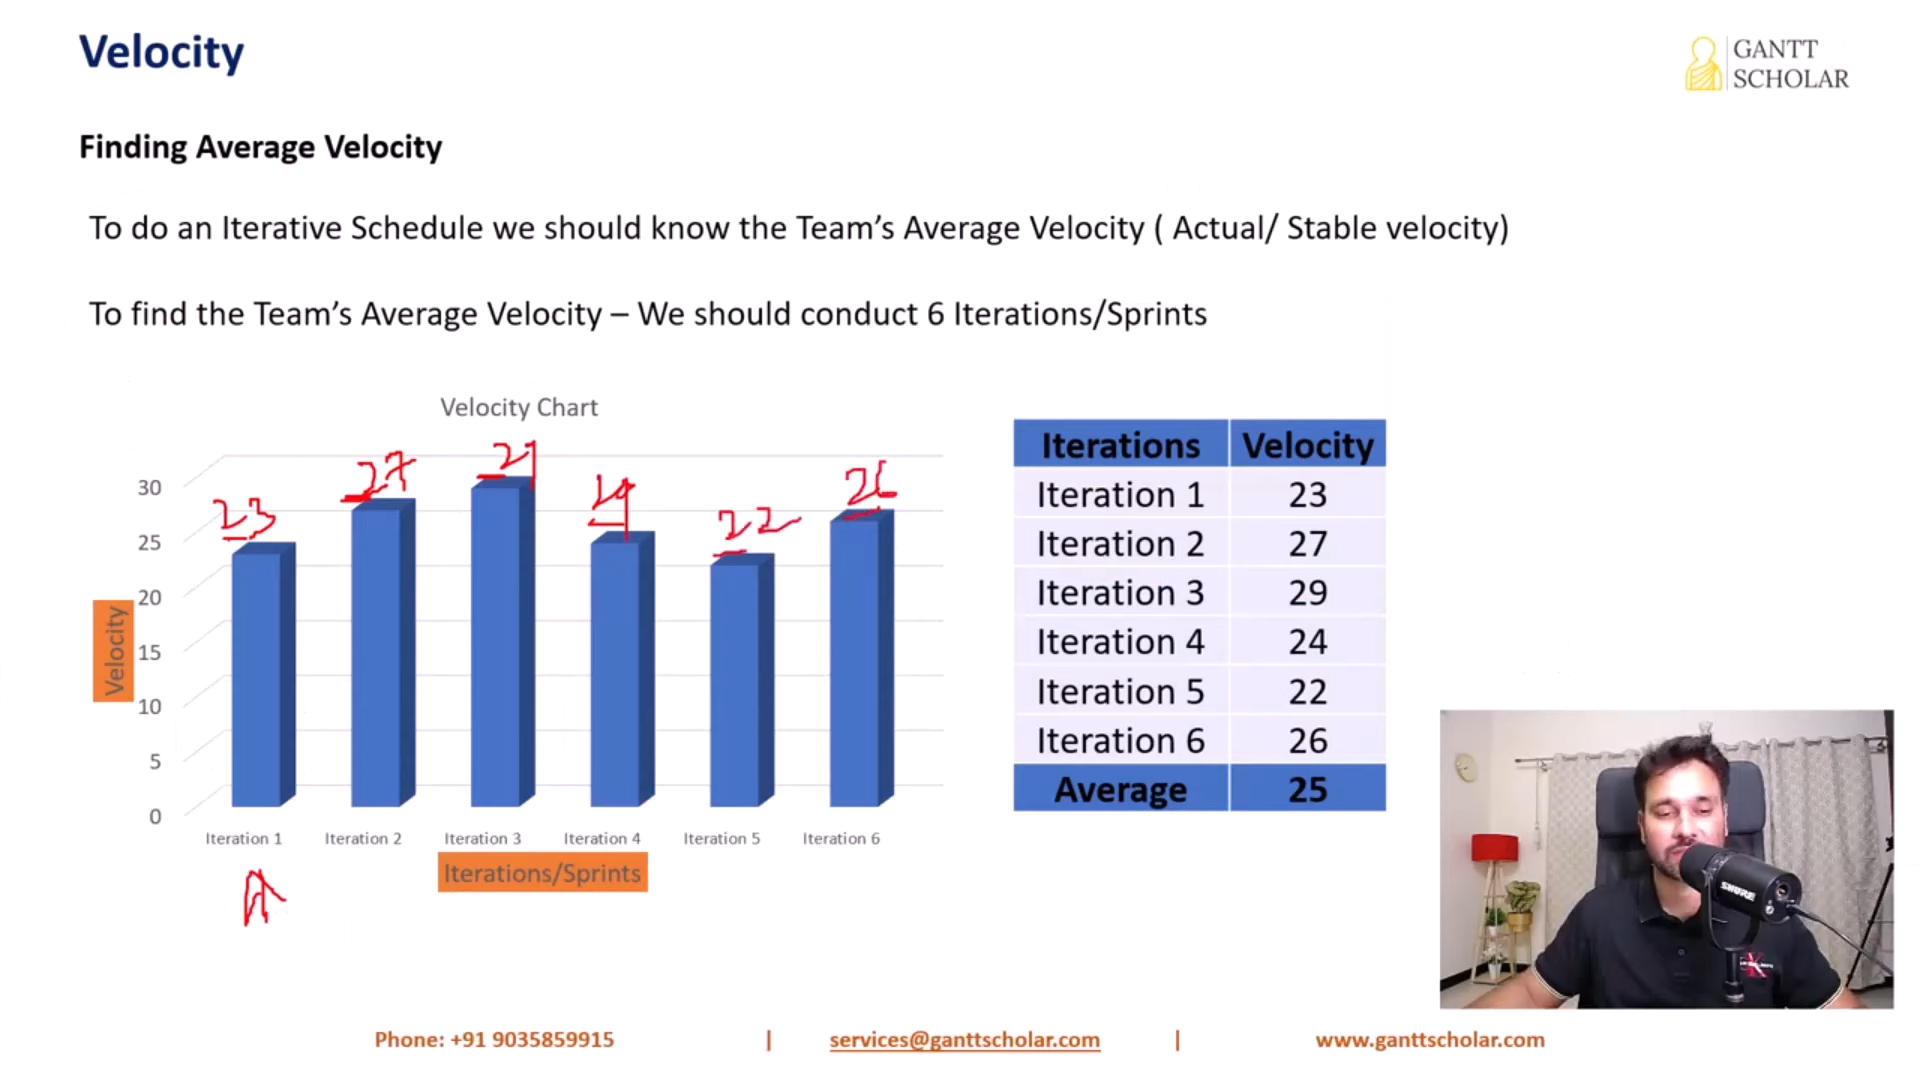 Velocity
GANTT
SCHOLAR
Finding Average Velocity
To do an Iterative Schedule we should know the Team's Average Velocity ( Actual/ Stable velocity)
To find the Team's Average Velocity – We should conduct 6 Iterations/Sprints
Velocity Chart
23 27 29 24 22 26
30
25
20
15
10
5
0
Velocity
Iteration 1 Iteration 2 Iteration 3 Iteration 4 Iteration 5 Iteration 6
Iterations/Sprints
Iterations Velocity
Iteration 1 23
Iteration 2 27
Iteration 3 29
Iteration 4 24
Iteration 5 22
Iteration 6 26
Average 25
SHURE
Phone: +91 9035859915 | services@ganttscholar.com | www.ganttscholar.com